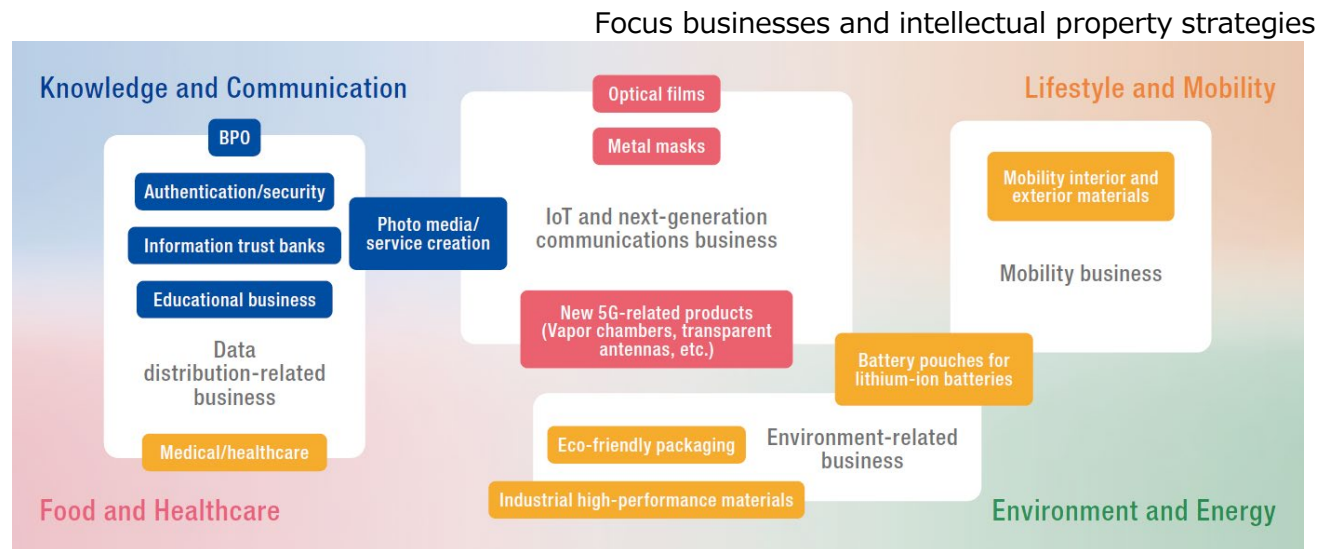 Focus businesses and intellectual property strategies
Knowledge and Communication
BPO
Authentication/security
Information trust banks
Educational business
Data
distribution-related
business
Medical/healthcare
Food and Healthcare
Photo media/
service creation
Optical films
Metal masks
IoT and next-generation
communications business
New 5G-related products
(Vapor chambers, transparent
antennas, etc.)
Lifestyle and Mobility
Mobility interior and
exterior materials
Mobility business
Battery pouches for
lithium-ion batteries
Eco-friendly packaging
Environment-related
business
Industrial high-performance materials
Environment and Energy